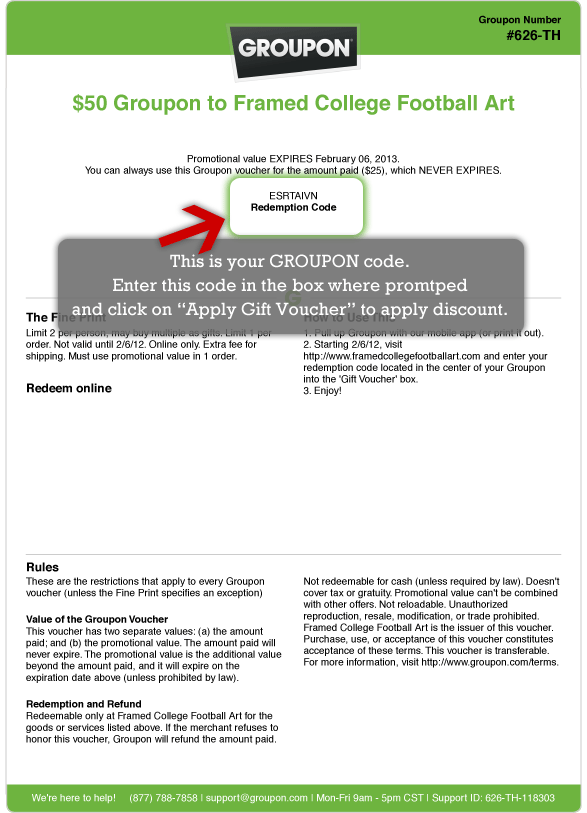 Groupon Number
#626-TH
GROUPON
$50 Groupon to Framed College Football Art
Promotional value EXPIRES February 06, 2013.
You can always use this Groupon voucher for the amount paid ($25), which NEVER EXPIRES.
ESRTAIVN
Redemption Code
This is your GROUPON code.
Enter this code in the box where promtped
and click on “Apply Gift Voucher” to apply discount.
The Fine Print
Limit 2 per person, may buy multiple as gifts. Limit 1 per
order. Not valid until 2/6/12. Online only. Extra fee for
shipping. Must use promotional value in 1 order.
Redeem online
How to Use This
1. Pull up Groupon with our mobile app (or print it out).
2. Starting 2/6/12, visit
http://www.framedcollegefootballart.com and enter your
redemption code located in the center of your Groupon
into the 'Gift Voucher' box.
3. Enjoy!
Rules
These are the restrictions that apply to every Groupon
voucher (unless the Fine Print specifies an exception)
Value of the Groupon Voucher
This voucher has two separate values: (a) the amount
paid; and (b) the promotional value. The amount paid will
never expire. The promotional value is the additional value
beyond the amount paid, and it will expire on the
expiration date above (unless prohibited by law).
Redemption and Refund
Redeemable only at Framed College Football Art for the
goods or services listed above. If the merchant refuses to
honor this voucher, Groupon will refund the amount paid.
Not redeemable for cash (unless required by law). Doesn't
cover tax or gratuity. Promotional value can't be combined
with other offers. Not reloadable. Unauthorized
reproduction, resale, modification, or trade prohibited.
Framed College Football Art is the issuer of this voucher.
Purchase, use, or acceptance of this voucher constitutes
acceptance of these terms. This voucher is transferable.
For more information, visit http://www.groupon.com/terms.
We're here to help! (877) 788-7858 | support@groupon.com | Mon-Fri 9am - 5pm CST | Support ID: 626-TH-118303